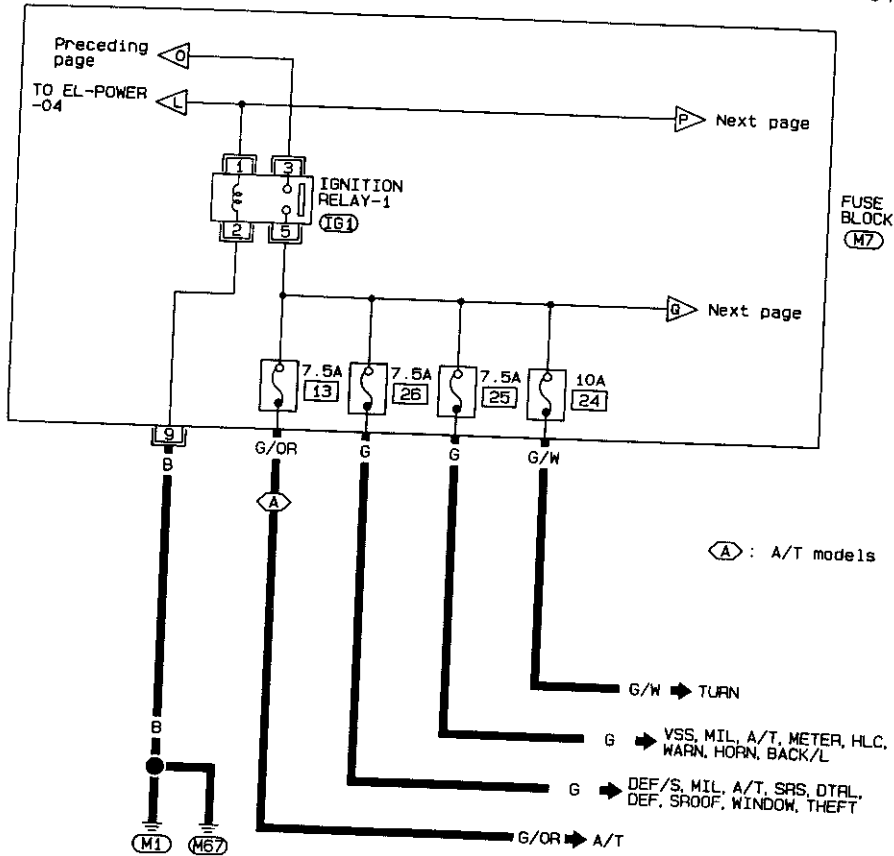 Preceding
page
O
TO EL-POWER
-04
L
P
Next page
1
3
IGNITION
RELAY-1
IG1
2
5
FUSE
BLOCK
M7
Q
Next page
7.5A
13
7.5A
26
7.5A
25
10A
24
9
B
G/OR
G
G
G/W
A
A : A/T models
G/W TURN
B
G VSS, MIL, A/T, METER, HLC,
WARN, HORN, BACK/L
G DEF/S, MIL, A/T, SRS, DTRL,
DEF, SROOF, WINDOW, THEFT
G/OR A/T
M1
M67